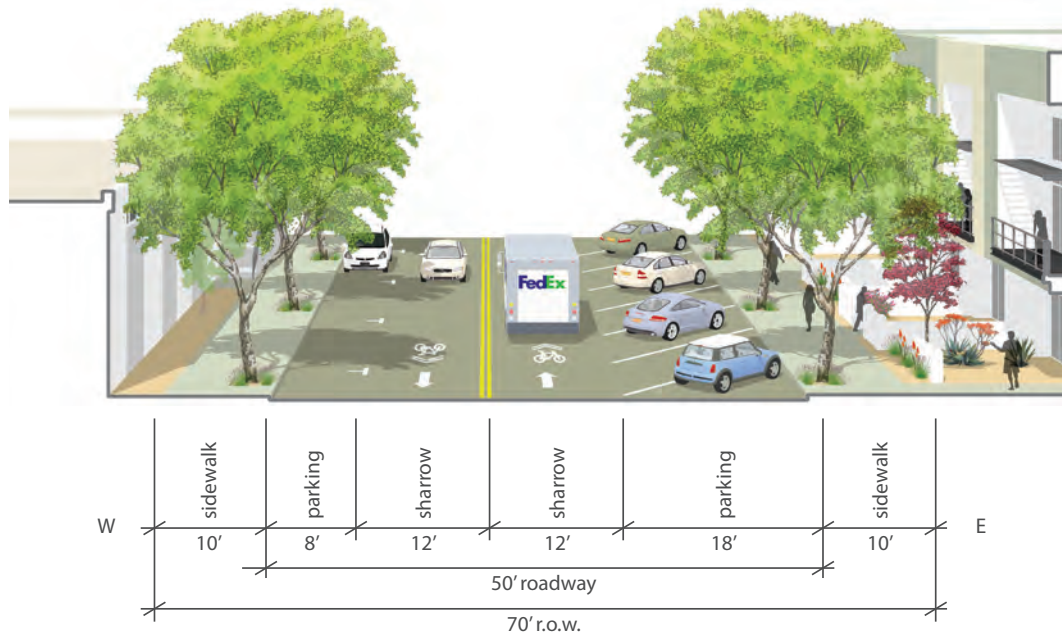 FedEx
sidewalk
parking
sharrow
sharrow
parking
sidewalk
W
E
10’
8’
12’
12’
18’
10’
50’ roadway
70’ r.o.w.